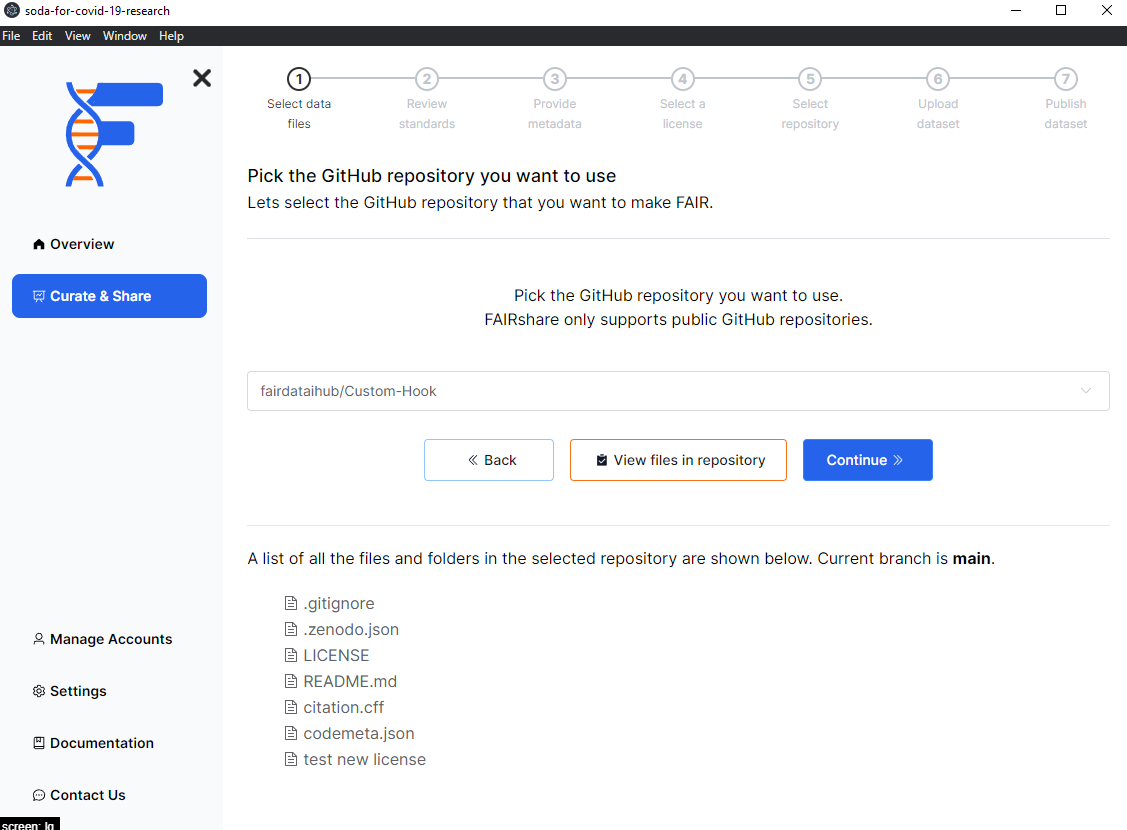 soda-for-covid-19-research
File Edit View Window Help
1 2 3 4 5 6 7
Select data files
Review standards
Provide metadata
Select a license
Select repository
Upload dataset
Publish dataset
Overview
Curate & Share
Manage Accounts
Settings
Documentation
Contact Us
screen: lg
Pick the GitHub repository you want to use
Lets select the GitHub repository that you want to make FAIR.
Pick the GitHub repository you want to use.
FAIRshare only supports public GitHub repositories.
fairdataihub/Custom-Hook
Back View files in repository Continue
A list of all the files and folders in the selected repository are shown below. Current branch is main.
.gitignore
.zenodo.json
LICENSE
README.md
citation.cff
codemeta.json
test new license